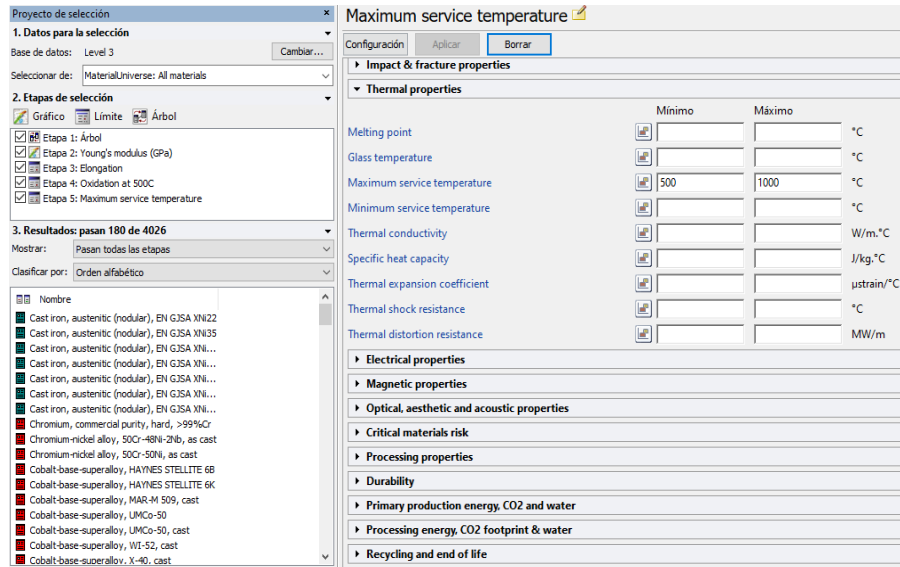 Proyecto de selección ×
1. Datos para la selección
Base de datos: Level 3 Cambiar...
Seleccionar de: MaterialUniverse: All materials
2. Etapas de selección
Gráfico Límite Árbol
Etapa 1: Árbol
Etapa 2: Young's modulus (GPa)
Etapa 3: Elongation
Etapa 4: Oxidation at 500C
Etapa 5: Maximum service temperature
3. Resultados: pasan 180 de 4026
Mostrar: Pasan todas las etapas
Clasificar por: Orden alfabético
Nombre
Cast iron, austenitic (nodular), EN GJSA XNi22
Cast iron, austenitic (nodular), EN GJSA XNi35
Cast iron, austenitic (nodular), EN GJSA XNi...
Cast iron, austenitic (nodular), EN GJSA XNi...
Cast iron, austenitic (nodular), EN GJSA XNi...
Cast iron, austenitic (nodular), EN GJSA XNi...
Cast iron, austenitic (nodular), EN GJSA XNi...
Chromium, commercial purity, hard, >99%Cr
Chromium-nickel alloy, 50Cr-48Ni-2Nb, as cast
Chromium-nickel alloy, 50Cr-50Ni, as cast
Cobalt-base-superalloy, HAYNES STELLITE 6B
Cobalt-base-superalloy, HAYNES STELLITE 6K
Cobalt-base-superalloy, MAR-M 509, cast
Cobalt-base-superalloy, UMCo-50
Cobalt-base-superalloy, UMCo-50, cast
Cobalt-base-superalloy, WI-52, cast
Cobalt-base-superalloy, X-40, cast
Maximum service temperature
Configuración Aplicar Borrar
Impact & fracture properties
Thermal properties
Mínimo Máximo
Melting point °C
Glass temperature °C
Maximum service temperature 500 1000 °C
Minimum service temperature °C
Thermal conductivity W/m.°C
Specific heat capacity J/kg.°C
Thermal expansion coefficient µstrain/°C
Thermal shock resistance °C
Thermal distortion resistance MW/m
Electrical properties
Magnetic properties
Optical, aesthetic and acoustic properties
Critical materials risk
Processing properties
Durability
Primary production energy, CO2 and water
Processing energy, CO2 footprint & water
Recycling and end of life